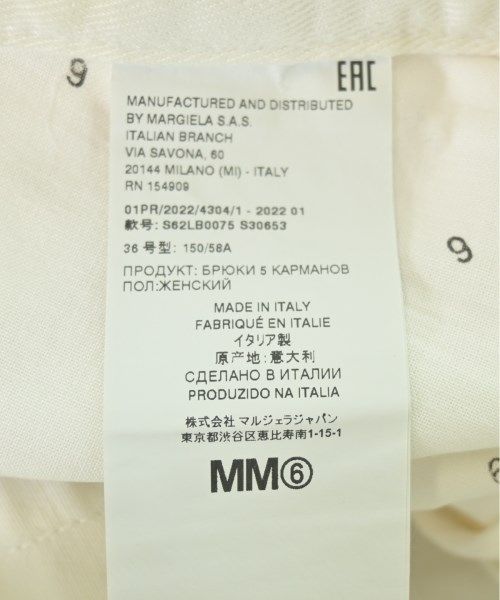 EAC
MANUFACTURED AND DISTRIBUTED
BY MARGIELA S.A.S.
ITALIAN BRANCH
VIA SAVONA, 60
20144 MILANO (MI) - ITALY
RN 154909
01PR/2022/4304/1 - 2022 01
款号: S62LB0075 S30653
36 号型: 150/58A
ПРОДУКТ: БРЮКИ 5 КАРМАНОВ
ПОЛ:ЖЕНСКИЙ
MADE IN ITALY
FABRIQUÉ EN ITALIE
イタリア製
原产地: 意大利
СДЕЛАНО В ИТАЛИИ
PRODUZIDO NA ITALIA
株式会社 マルジェラジャパン
東京都渋谷区恵比寿南1-15-1
MM⑥
6
6
6